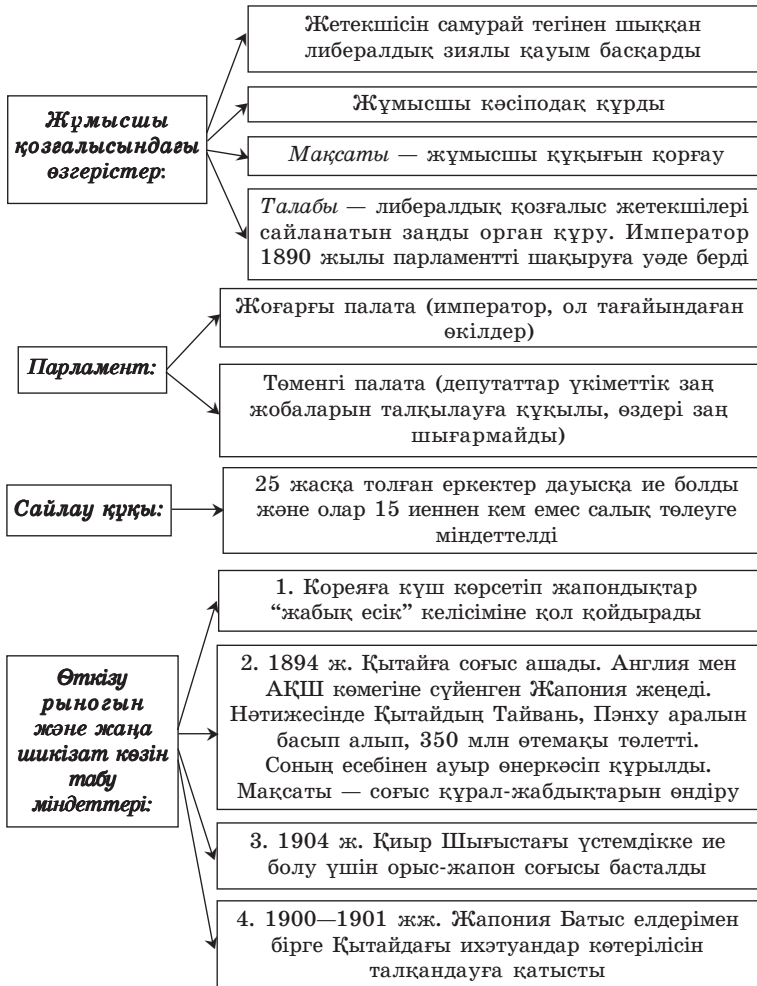 Жетекшісін самурай тегінен шыққан
либералдық зиялы қауым басқарды
Жұмысшы
қозғалысындағы
өзгерістер:
Жұмысшы кәсіподақ құрды
Мақсаты — жұмысшы құқығын қорғау
Талабы — либералдық қозғалыс жетекшілері
сайланатын заңды орган құру. Император
1890 жылы парламентті шақыруға уәде берді
Жоғарғы палата (император, ол тағайындаған
өкілдер)
Парламент:
Төменгі палата (депутаттар үкіметтік заң
жобаларын талқылауға құқылы, өздері заң
шығармайды)
Сайлау құқы:
25 жасқа толған еркектер дауысқа ие болды
және олар 15 иеннен кем емес салық төлеуге
міндеттелді
1. Кореяға күш көрсетіп жапондықтар
“жабық есік” келісіміне қол қойдырады
Өткізу
рыногын
және жаңа
шикізат көзін
табу
міндеттері:
2. 1894 ж. Қытайға соғыс ашады. Англия мен
АҚШ көмегіне сүйенген Жапония жеңеді.
Нәтижесінде Қытайдың Тайвань, Пэнху аралын
басып алып, 350 млн өтемақы төлетті.
Соның есебінен ауыр өнеркәсіп құрылды.
Мақсаты — соғыс құрал-жабдықтарын өндіру
3. 1904 ж. Қиыр Шығыстағы үстемдікке ие
болу үшін орыс-жапон соғысы басталды
4. 1900—1901 жж. Жапония Батыс елдерімен
бірге Қытайдағы ихэтуандар көтерілісін
талқандауға қатысты